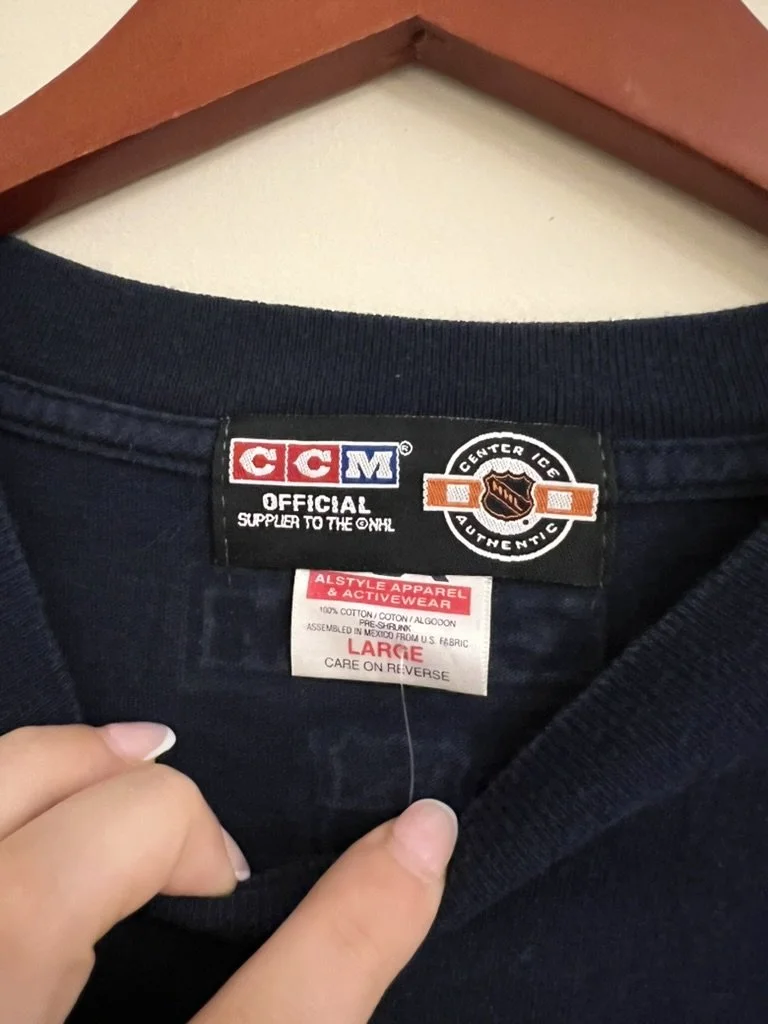 CCM®
OFFICIAL
SUPPLIER TO THE ©NHL
CENTER ICE
NHL
AUTHENTIC
ALSTYLE APPAREL
& ACTIVEWEAR
100% COTTON / COTON / ALGODON
PRE-SHRUNK
ASSEMBLED IN MEXICO FROM U.S. FABRIC
LARGE
CARE ON REVERSE